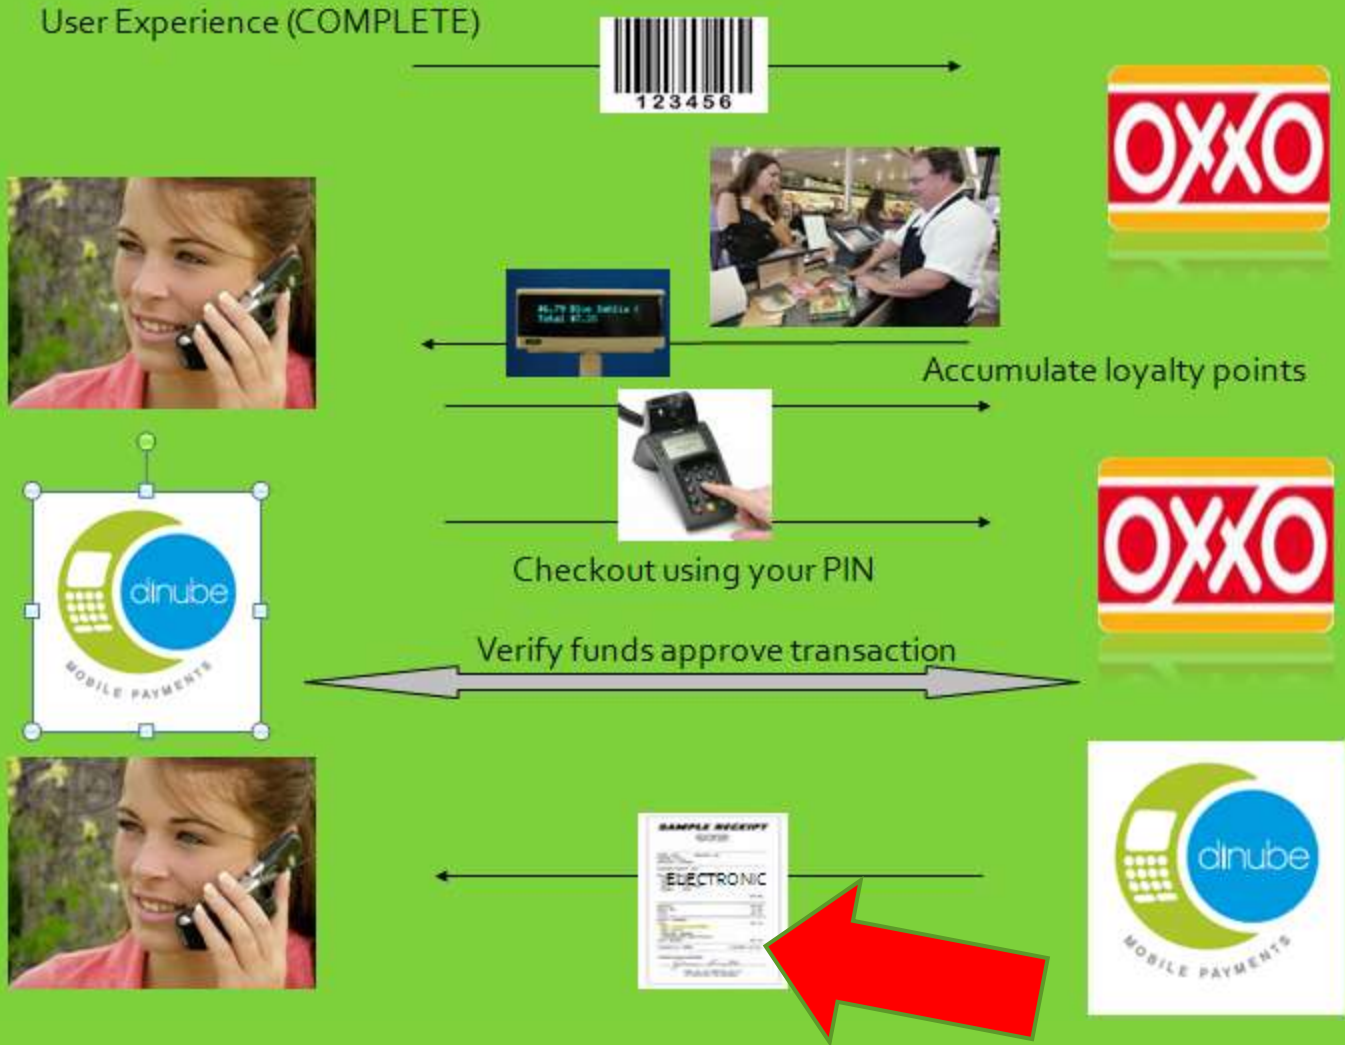 User Experience (COMPLETE)
123456
OXXO
Total
Accumulate loyalty points
dinube
MOBILE PAYMENTS
Checkout using your PIN
OXXO
Verify funds approve transaction
SAMPLE RECEIPT
ELECTRONIC
dinube
MOBILE PAYMENTS